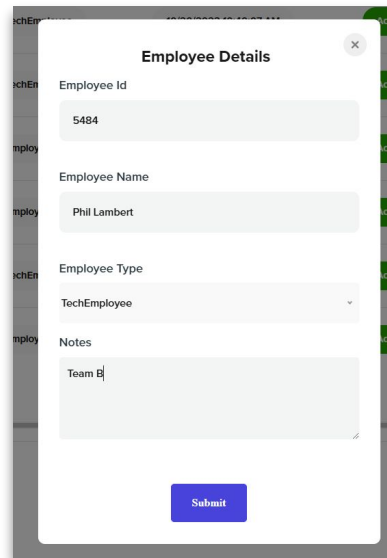 Employee Details
×
Employee Id
5484
Employee Name
Phil Lambert
Employee Type
TechEmployee
Notes
Team B
Submit